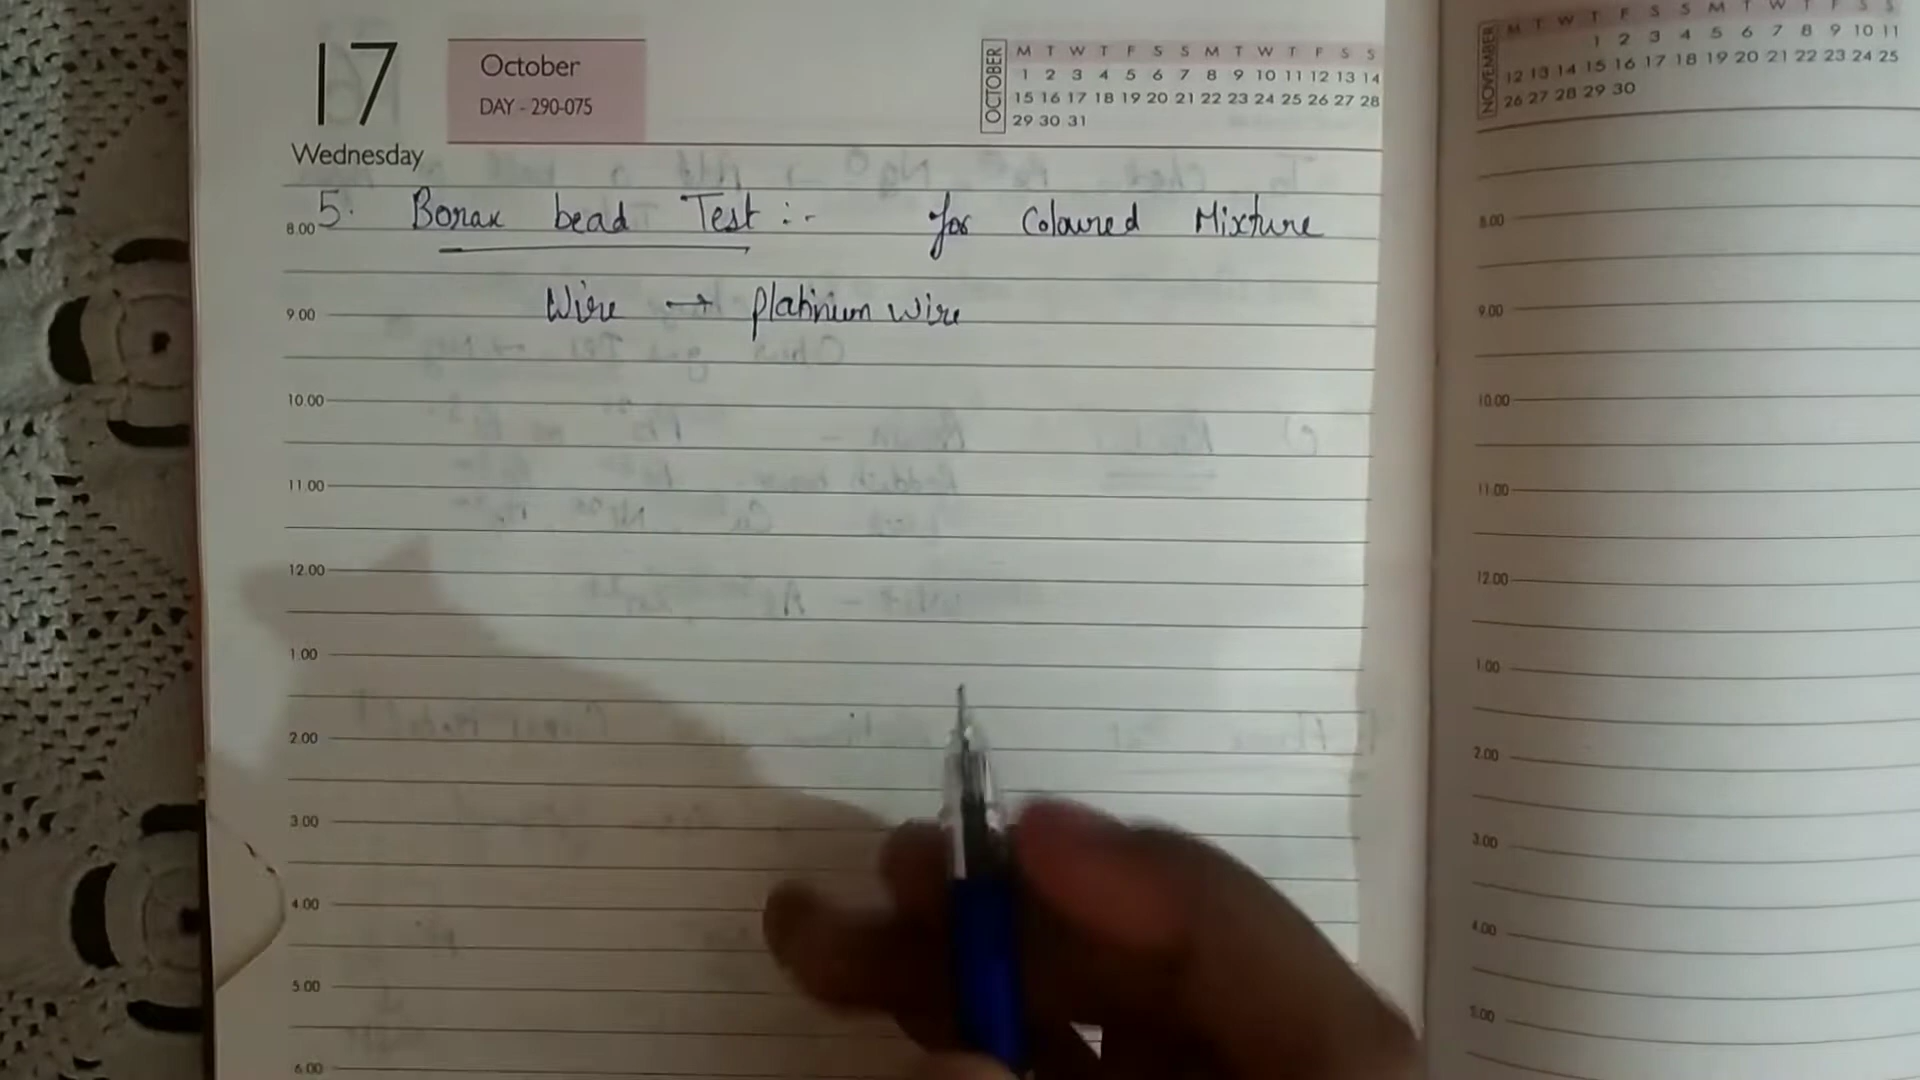 17
Wednesday
October
DAY - 290-075
OCTOBER
M T W T F S S M T W T F S S
1 2 3 4 5 6 7 8 9 10 11 12 13 14
15 16 17 18 19 20 21 22 23 24 25 26 27 28
29 30 31
5. Borax bead Test :- for Coloured Mixture
8.00
Wire → Platinium wire
9.00
10.00
11.00
12.00
1.00
2.00
3.00
4.00
5.00
6.00
NOVEMBER
M T W T F S S M T W T F S S
1 2 3 4 5 6 7 8 9 10 11
12 13 14 15 16 17 18 19 20 21 22 23 24 25
26 27 28 29 30
8.00
9.00
10.00
11.00
12.00
1.00
2.00
3.00
4.00
5.00